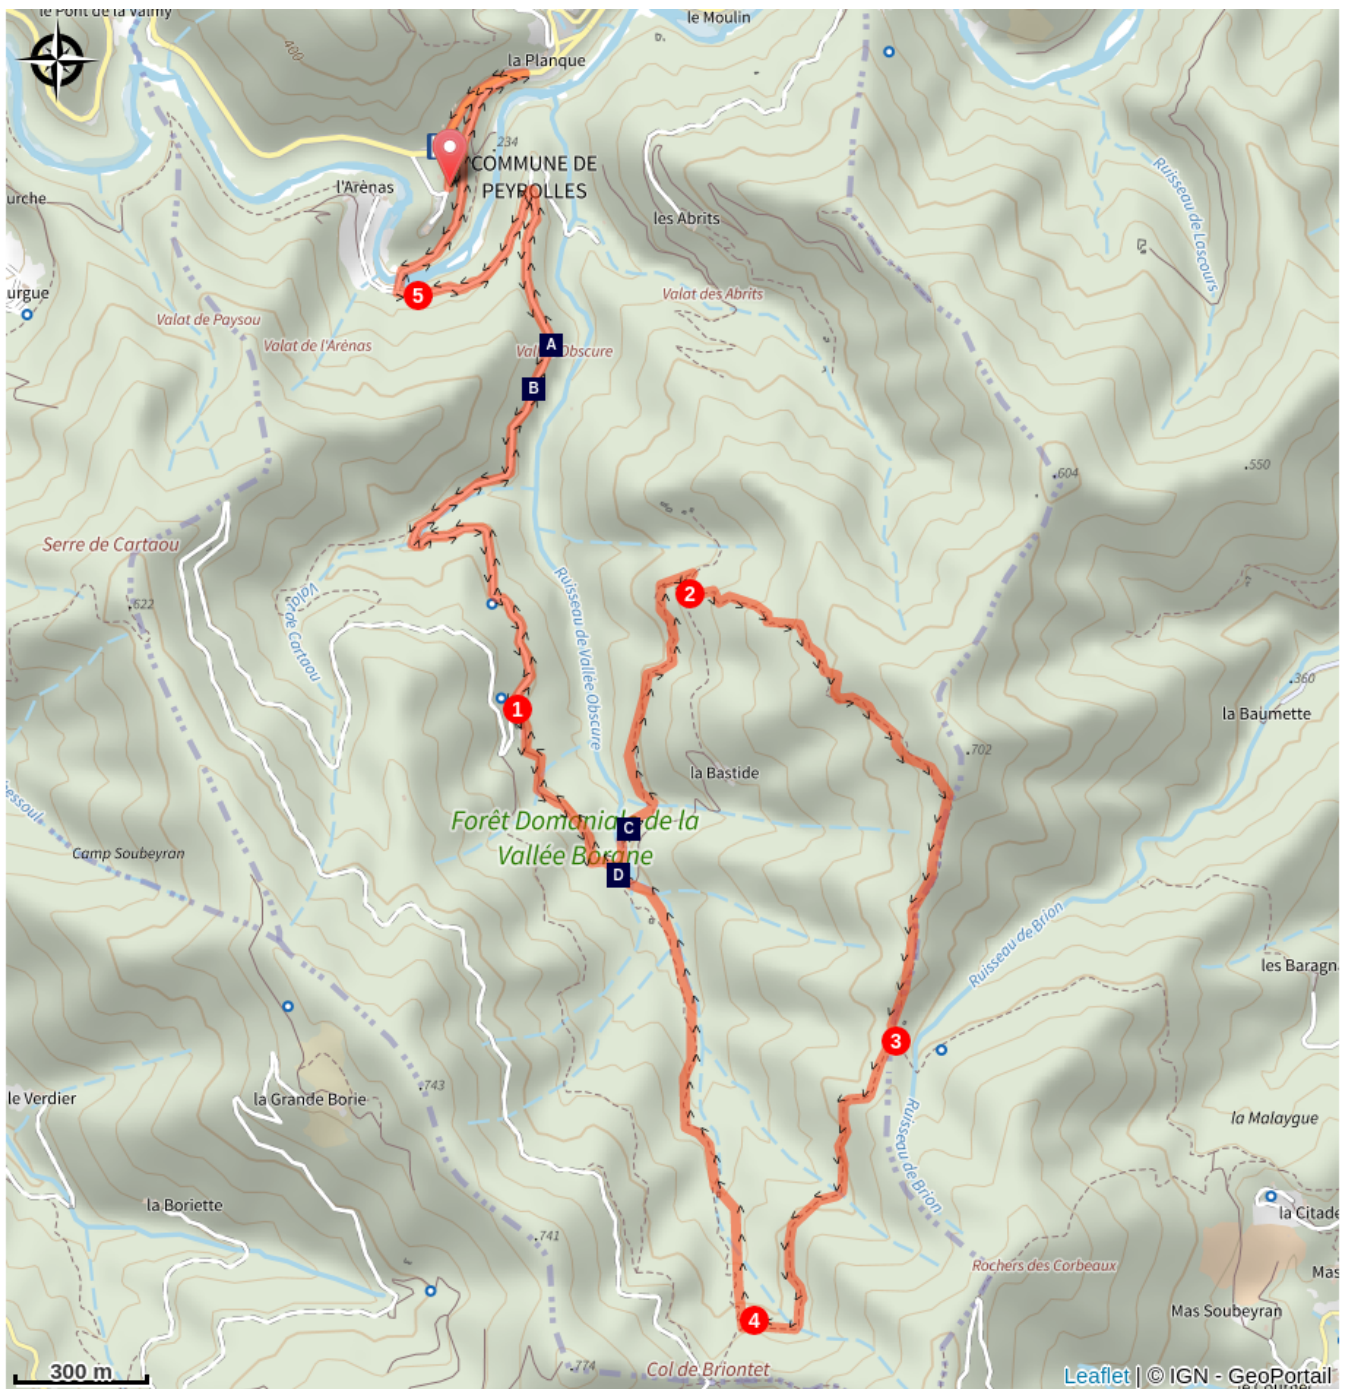 le Pont de la Valmy
le Moulin
400
la Planque
234
COMMUNE DE
PEYROLLES
l'Arènas
urche
les Abrits
Ruisseau de Lascours
urgue
5
Valat des Abrits
Valat de Paysou
Valat de l'Arénas
A
Obscure
B
604
550
Serre de Cartaou
622
de Cartaou
Ruisseau de Vallée Obscure
2
360
1
la Baumette
702
la Bastide
essoul
Forêt Domaniale de la
C
Vallée Borgne
D
Camp Soubeyran
Ruisseau de Brion
les Baragn
3
743
le Verdier
la Grande Borie
la Malaygue
Ruisseau de Brion
la Boriette
la Citade
741
Rochers des Corbeaux
Mas
Mas Soubeyran
4
774
Col de Briontet
300 m
Leaflet | © IGN - GeoPortail